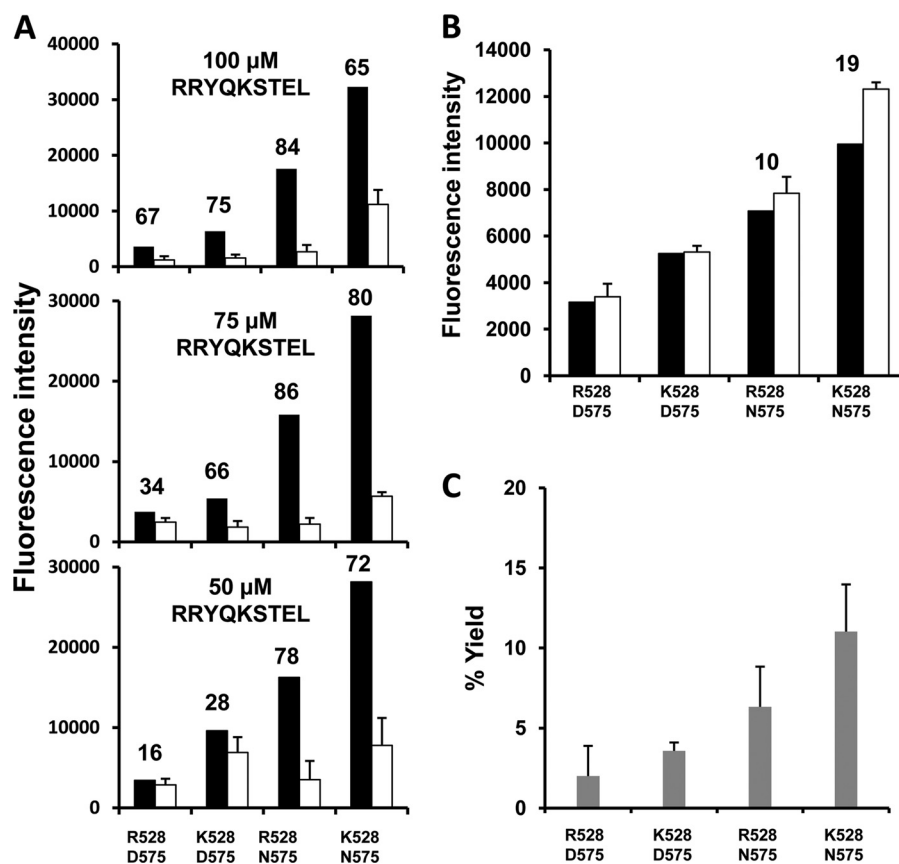 A
Fluorescence intensity
40000
30000
20000
10000
0
100 μM
RRYQKSTEL
67
75
84
65
30000
20000
10000
0
75 μM
RRYQKSTEL
34
66
86
80
30000
20000
10000
0
50 μM
RRYQKSTEL
16
28
78
72
R528 K528 R528 K528
D575 D575 N575 N575
B
Fluorescence intensity
14000
12000
10000
8000
6000
4000
2000
0
10
19
R528 K528 R528 K528
D575 D575 N575 N575
C
% Yield
20
15
10
5
0
R528 K528 R528 K528
D575 D575 N575 N575